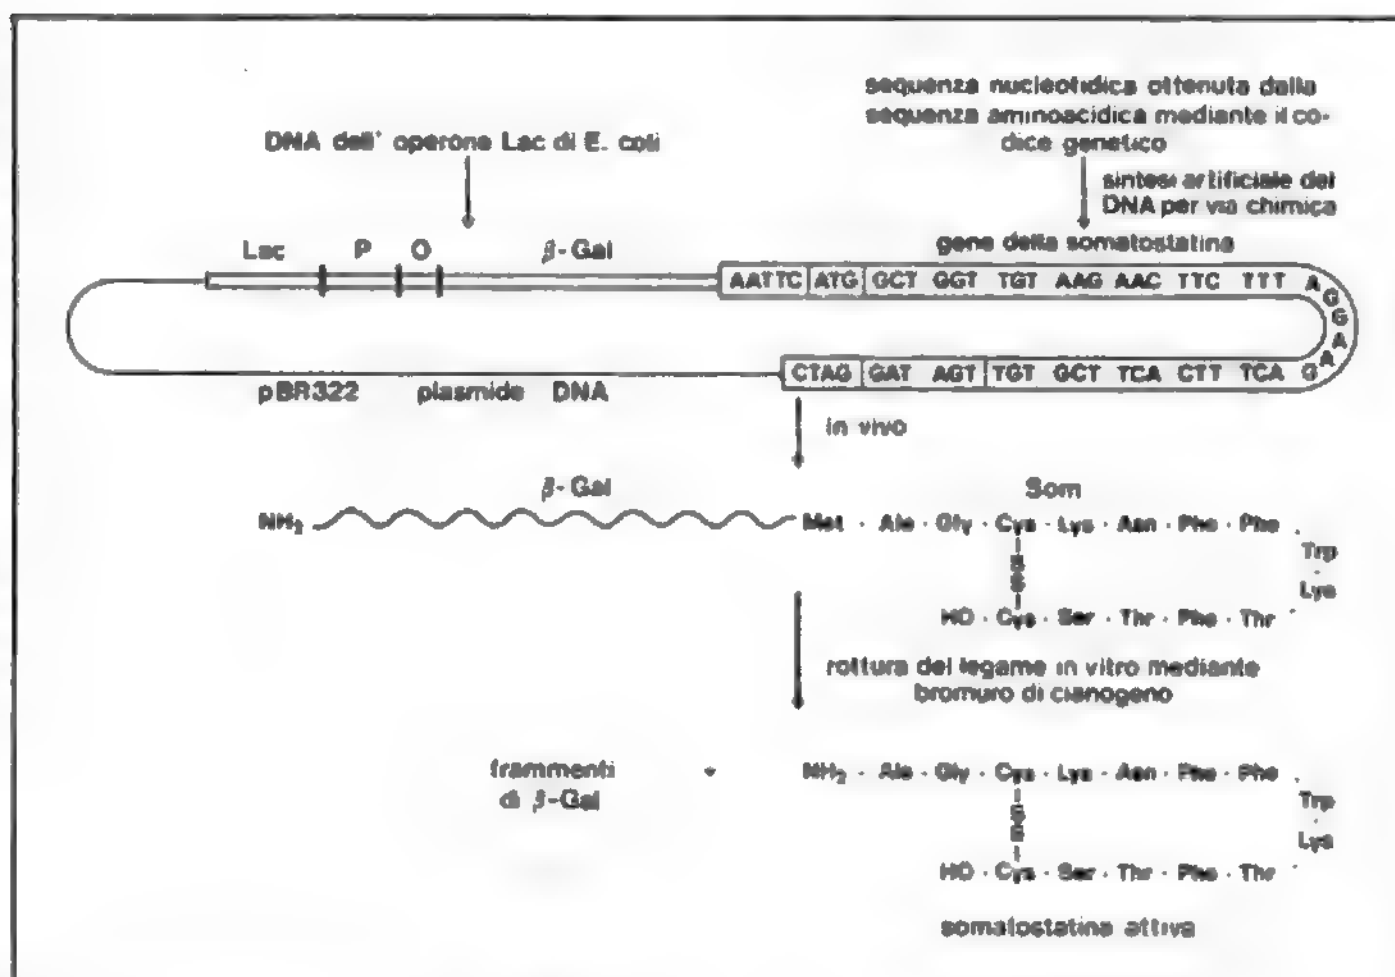 sequenza nucleotidica ottenuta dalla
sequenza aminoacidica mediante il co-
dice genetico
DNA dell' operone Lac di E. coli
sintesi artificiale del
DNA per via chimica
gene della somatostatina
Lac P O β-Gal
AATTC ATG GCT GGT TGT AAG AAC TTC TTT A
G
G
A
A
CTAG GAT AGT TGT GCT TCA CTT TCA G
pBR322 plasmide DNA
in vivo
β-Gal Som
NH₂ Met · Ala · Gly · Cys · Lys · Asn · Phe · Phe
Trp
S
S
Lys
HO · Cys · Ser · Thr · Phe · Thr
rottura del legame in vitro mediante
bromuro di cianogeno
frammenti
di β-Gal
NH₂ · Ala · Gly · Cys · Lys · Asn · Phe · Phe
Trp
S
S
Lys
HO · Cys · Ser · Thr · Phe · Thr
somatostatina attiva